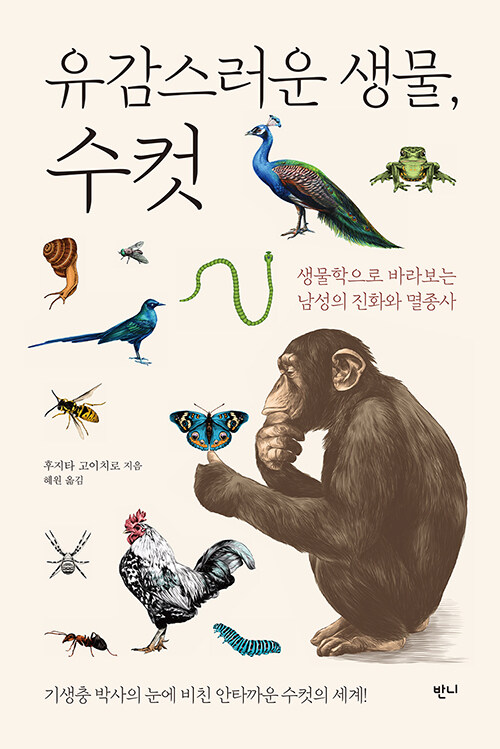 유감스러운 생물,
수컷
생물학으로 바라보는
남성의 진화와 멸종사
후지타 고이치로 지음
혜원 옮김
기생충 박사의 눈에 비친 안타까운 수컷의 세계!
반니